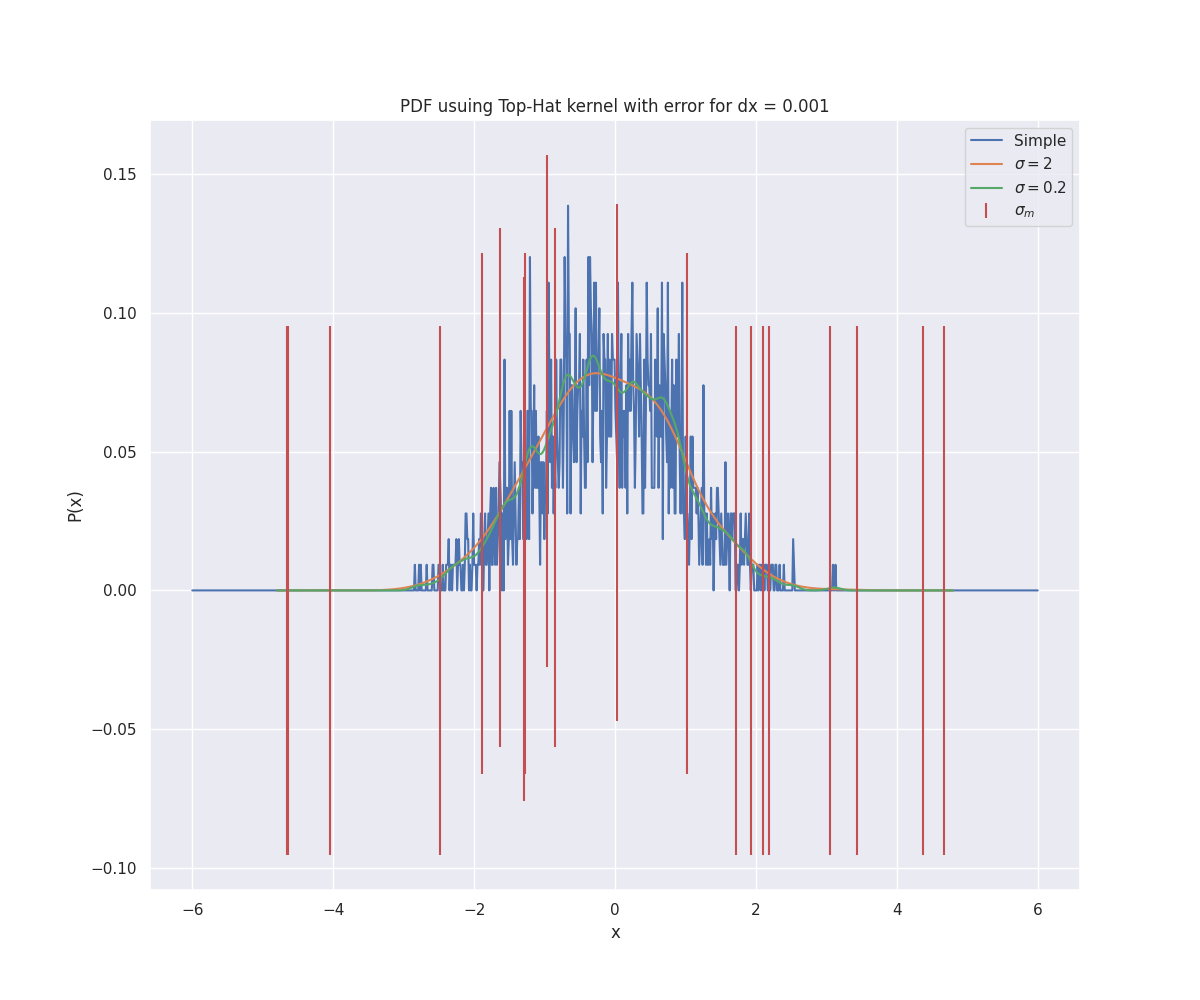 PDF usuing Top-Hat kernel with error for dx = 0.001
Simple
σ = 2
σ = 0.2
σm
0.15
0.10
0.05
0.00
−0.05
−0.10
P(x)
−6 −4 −2 0 2 4 6
x